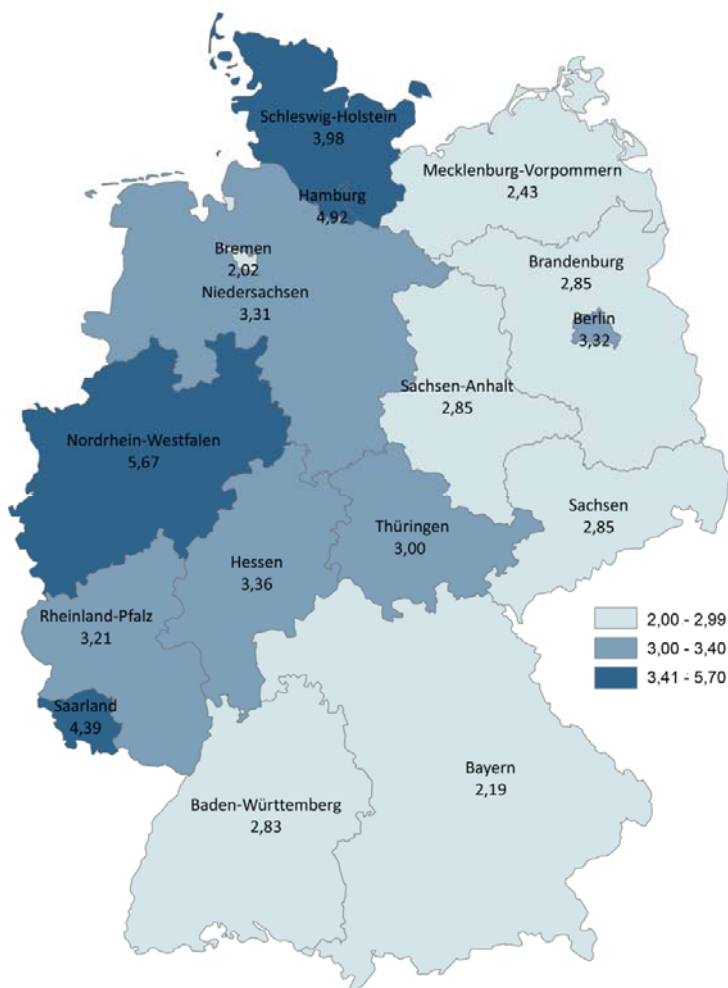 Schleswig-Holstein
3,98
Mecklenburg-Vorpommern
2,43
Hamburg
4,92
Bremen
2,02
Niedersachsen
3,31
Brandenburg
2,85
Berlin
3,32
Sachsen-Anhalt
2,85
Nordrhein-Westfalen
5,67
Sachsen
2,85
Thüringen
3,00
Hessen
3,36
Rheinland-Pfalz
3,21
Saarland
4,39
Bayern
2,19
Baden-Württemberg
2,83
2,00 - 2,99
3,00 - 3,40
3,41 - 5,70